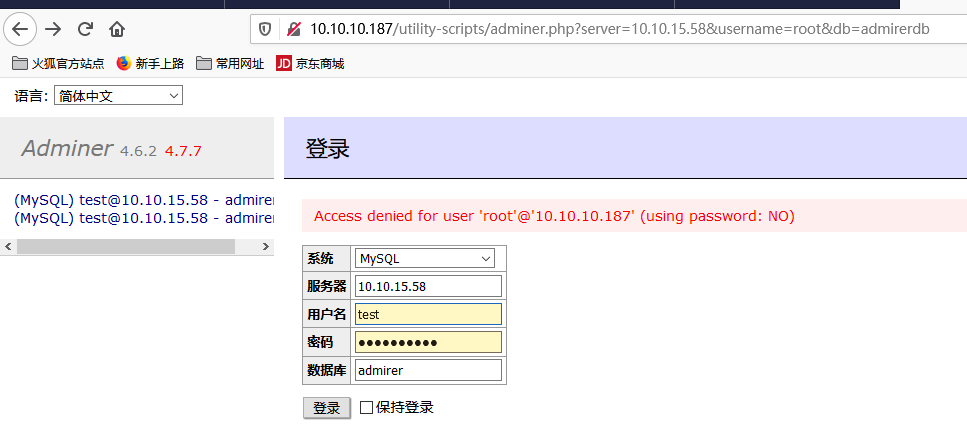 10.10.10.187/utility-scripts/adminer.php?server=10.10.15.58&username=root&db=admirerdb
火狐官方站点 新手上路 常用网址 JD 京东商城
语言: 简体中文
Adminer 4.6.2 4.7.7
登录
(MySQL) test@10.10.15.58 - admirer
(MySQL) test@10.10.15.58 - admirer
Access denied for user 'root'@'10.10.10.187' (using password: NO)
系统 MySQL
服务器 10.10.15.58
用户名 test
密码 ●●●●●●●●●●
数据库 admirer
登录 保持登录